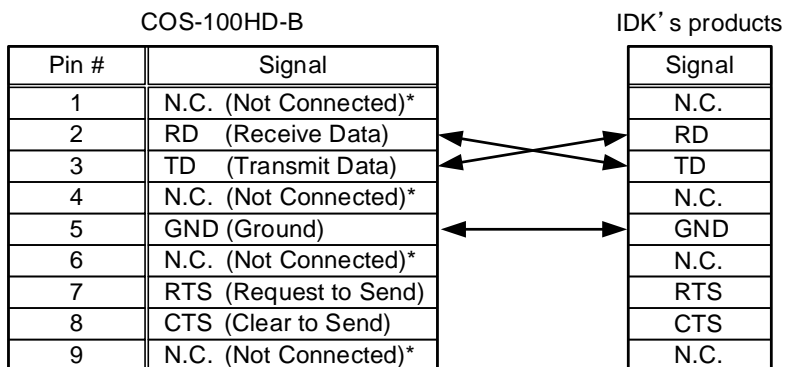 COS-100HD-B IDK’s products
Pin # Signal Signal
1 N.C. (Not Connected)* N.C.
2 RD (Receive Data) RD
3 TD (Transmit Data) TD
4 N.C. (Not Connected)* N.C.
5 GND (Ground) GND
6 N.C. (Not Connected)* N.C.
7 RTS (Request to Send) RTS
8 CTS (Clear to Send) CTS
9 N.C. (Not Connected)* N.C.